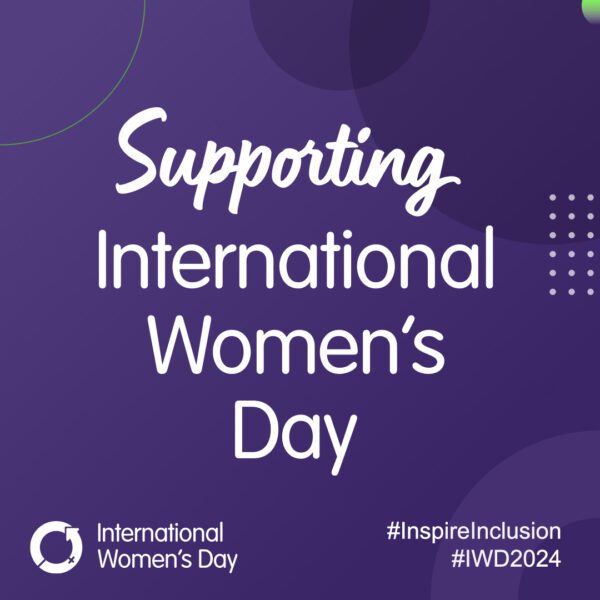 Supporting
International
Women's
Day
International
Women's Day
#InspireInclusion
#IWD2024